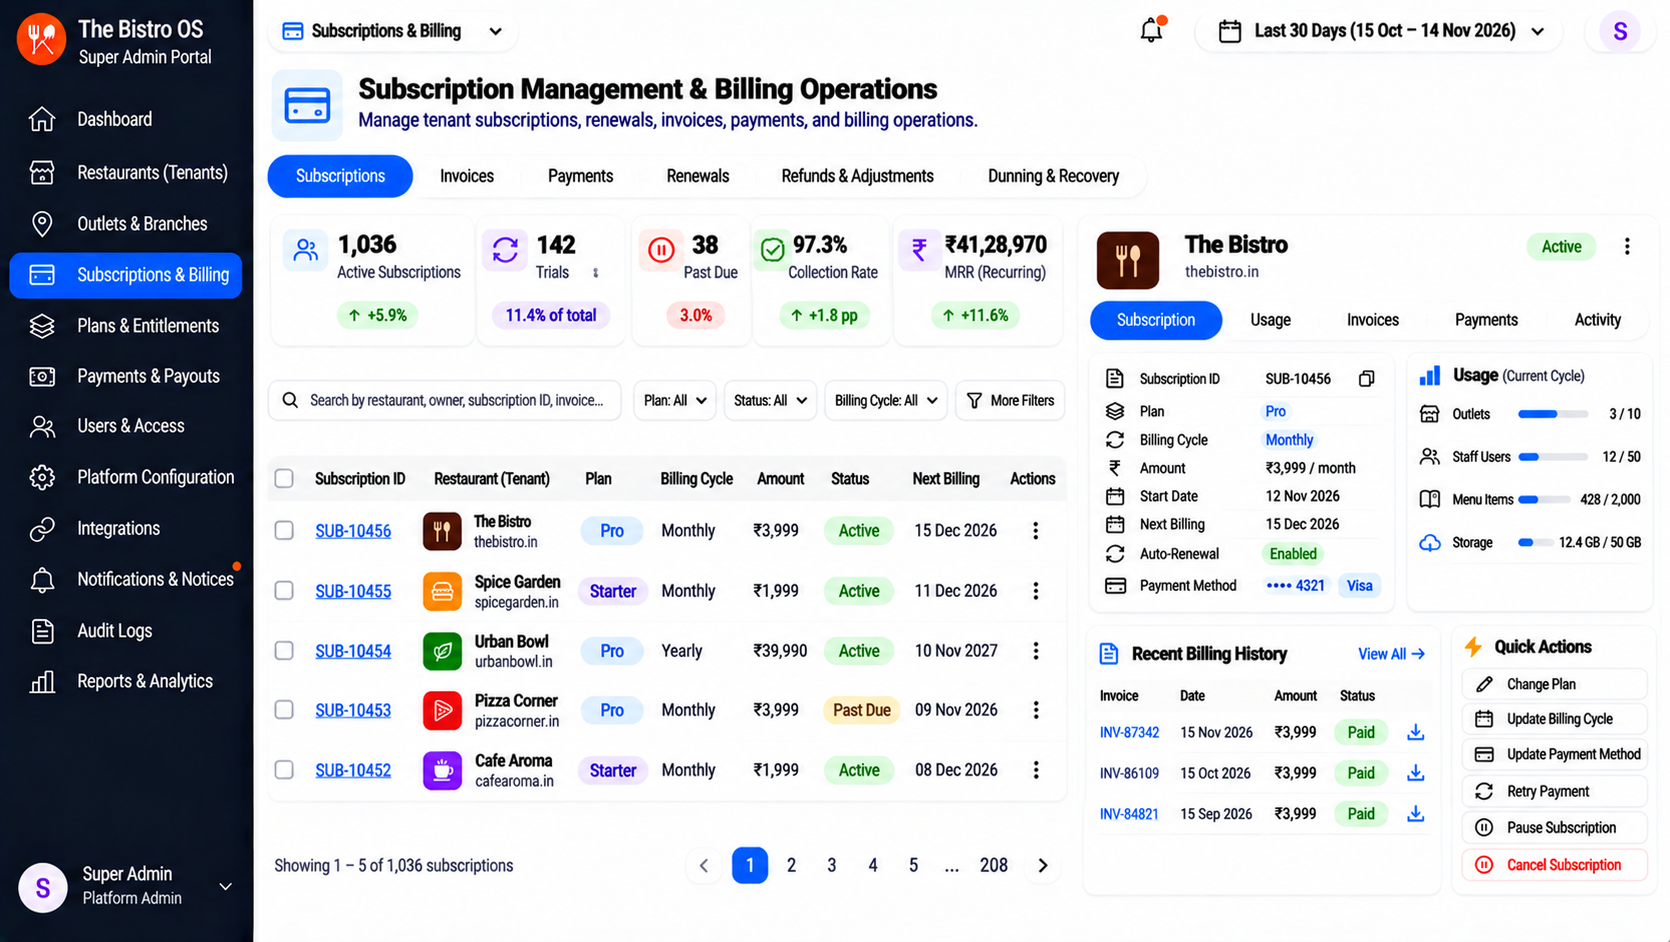 The Bistro OS
Super Admin Portal
Dashboard
Restaurants (Tenants)
Outlets & Branches
Subscriptions & Billing
Plans & Entitlements
Payments & Payouts
Users & Access
Platform Configuration
Integrations
Notifications & Notices
Audit Logs
Reports & Analytics
S
Super Admin
Platform Admin
Subscriptions & Billing
Last 30 Days (15 Oct – 14 Nov 2026)
S
Subscription Management & Billing Operations
Manage tenant subscriptions, renewals, invoices, payments, and billing operations.
Subscriptions Invoices Payments Renewals Refunds & Adjustments Dunning & Recovery
1,036
Active Subscriptions
↑ +5.9%
142
Trials
11.4% of total
38
Past Due
3.0%
97.3%
Collection Rate
↑ +1.8 pp
₹
₹41,28,970
MRR (Recurring)
↑ +11.6%
Search by restaurant, owner, subscription ID, invoice...
Plan: All
Status: All
Billing Cycle: All
More Filters
Subscription ID Restaurant (Tenant) Plan Billing Cycle Amount Status Next Billing Actions
SUB-10456 The Bistro thebistro.in Pro Monthly ₹3,999 Active 15 Dec 2026
SUB-10455 Spice Garden spicegarden.in Starter Monthly ₹1,999 Active 11 Dec 2026
SUB-10454 Urban Bowl urbanbowl.in Pro Yearly ₹39,990 Active 10 Nov 2027
SUB-10453 Pizza Corner pizzacorner.in Pro Monthly ₹3,999 Past Due 09 Nov 2026
SUB-10452 Cafe Aroma cafearoma.in Starter Monthly ₹1,999 Active 08 Dec 2026
Showing 1 – 5 of 1,036 subscriptions
1 2 3 4 5 ... 208
The Bistro
thebistro.in
Active
Subscription Usage Invoices Payments Activity
Subscription ID SUB-10456
Plan Pro
Billing Cycle Monthly
₹ Amount ₹3,999 / month
Start Date 12 Nov 2026
Next Billing 15 Dec 2026
Auto-Renewal Enabled
Payment Method •••• 4321 Visa
Usage (Current Cycle)
Outlets 3 / 10
Staff Users 12 / 50
Menu Items 428 / 2,000
Storage 12.4 GB / 50 GB
Recent Billing History
View All →
Invoice Date Amount Status
INV-87342 15 Nov 2026 ₹3,999 Paid
INV-86109 15 Oct 2026 ₹3,999 Paid
INV-84821 15 Sep 2026 ₹3,999 Paid
Quick Actions
Change Plan
Update Billing Cycle
Update Payment Method
Retry Payment
Pause Subscription
Cancel Subscription